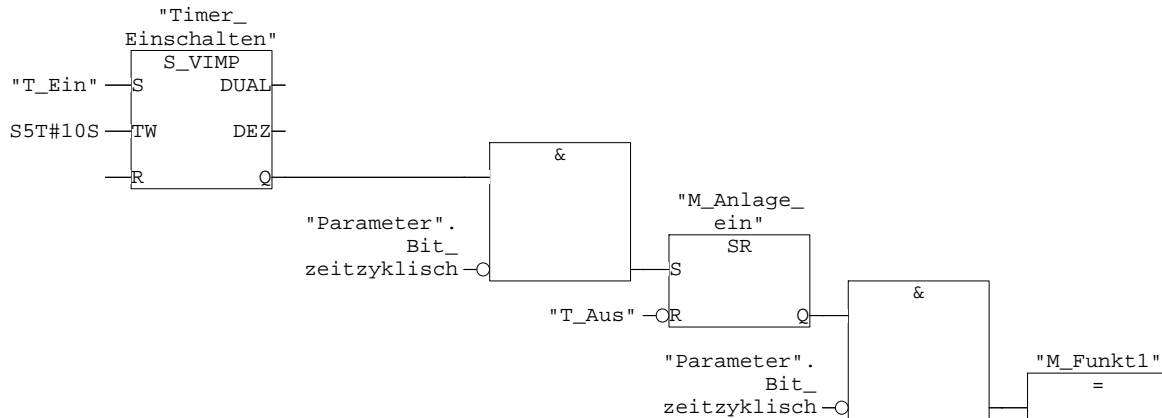 "Timer_
Einschalten"
S_VIMP
"T_Ein" S DUAL
S5T#10S TW DEZ
R Q
&
"Parameter".
Bit_
zeitzyklisch
"M_Anlage_
ein"
SR
S
"T_Aus" R Q
&
"Parameter".
Bit_
zeitzyklisch
"M_Funkt1"
=